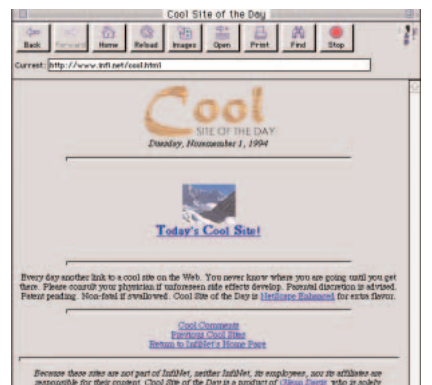 Cool Site of the Day
Back Forward Home Reload Images Open Print Find Stop
Current: http://www.infi.net/cool.html
Cool
SITE OF THE DAY
Duesday, Novemember 1, 1994
Today's Cool Site!
Every day another link to a cool site on the Web. You never know where you are going until you get
there. Please consult your physician if unforeseen side effects develop. Parental discretion is advised.
Patent pending. Non-fatal if swallowed. Cool Site of the Day is NetScape Enhanced for extra flavor.
Cool Comments
Previous Cool Sites
Return to InfiNet's Home Page
Because these sites are not part of InfiNet, neither InfiNet, its employees, nor its affiliates are
responsible for their content. Cool Site of the Day is a product of Glenn Davis, who is solely